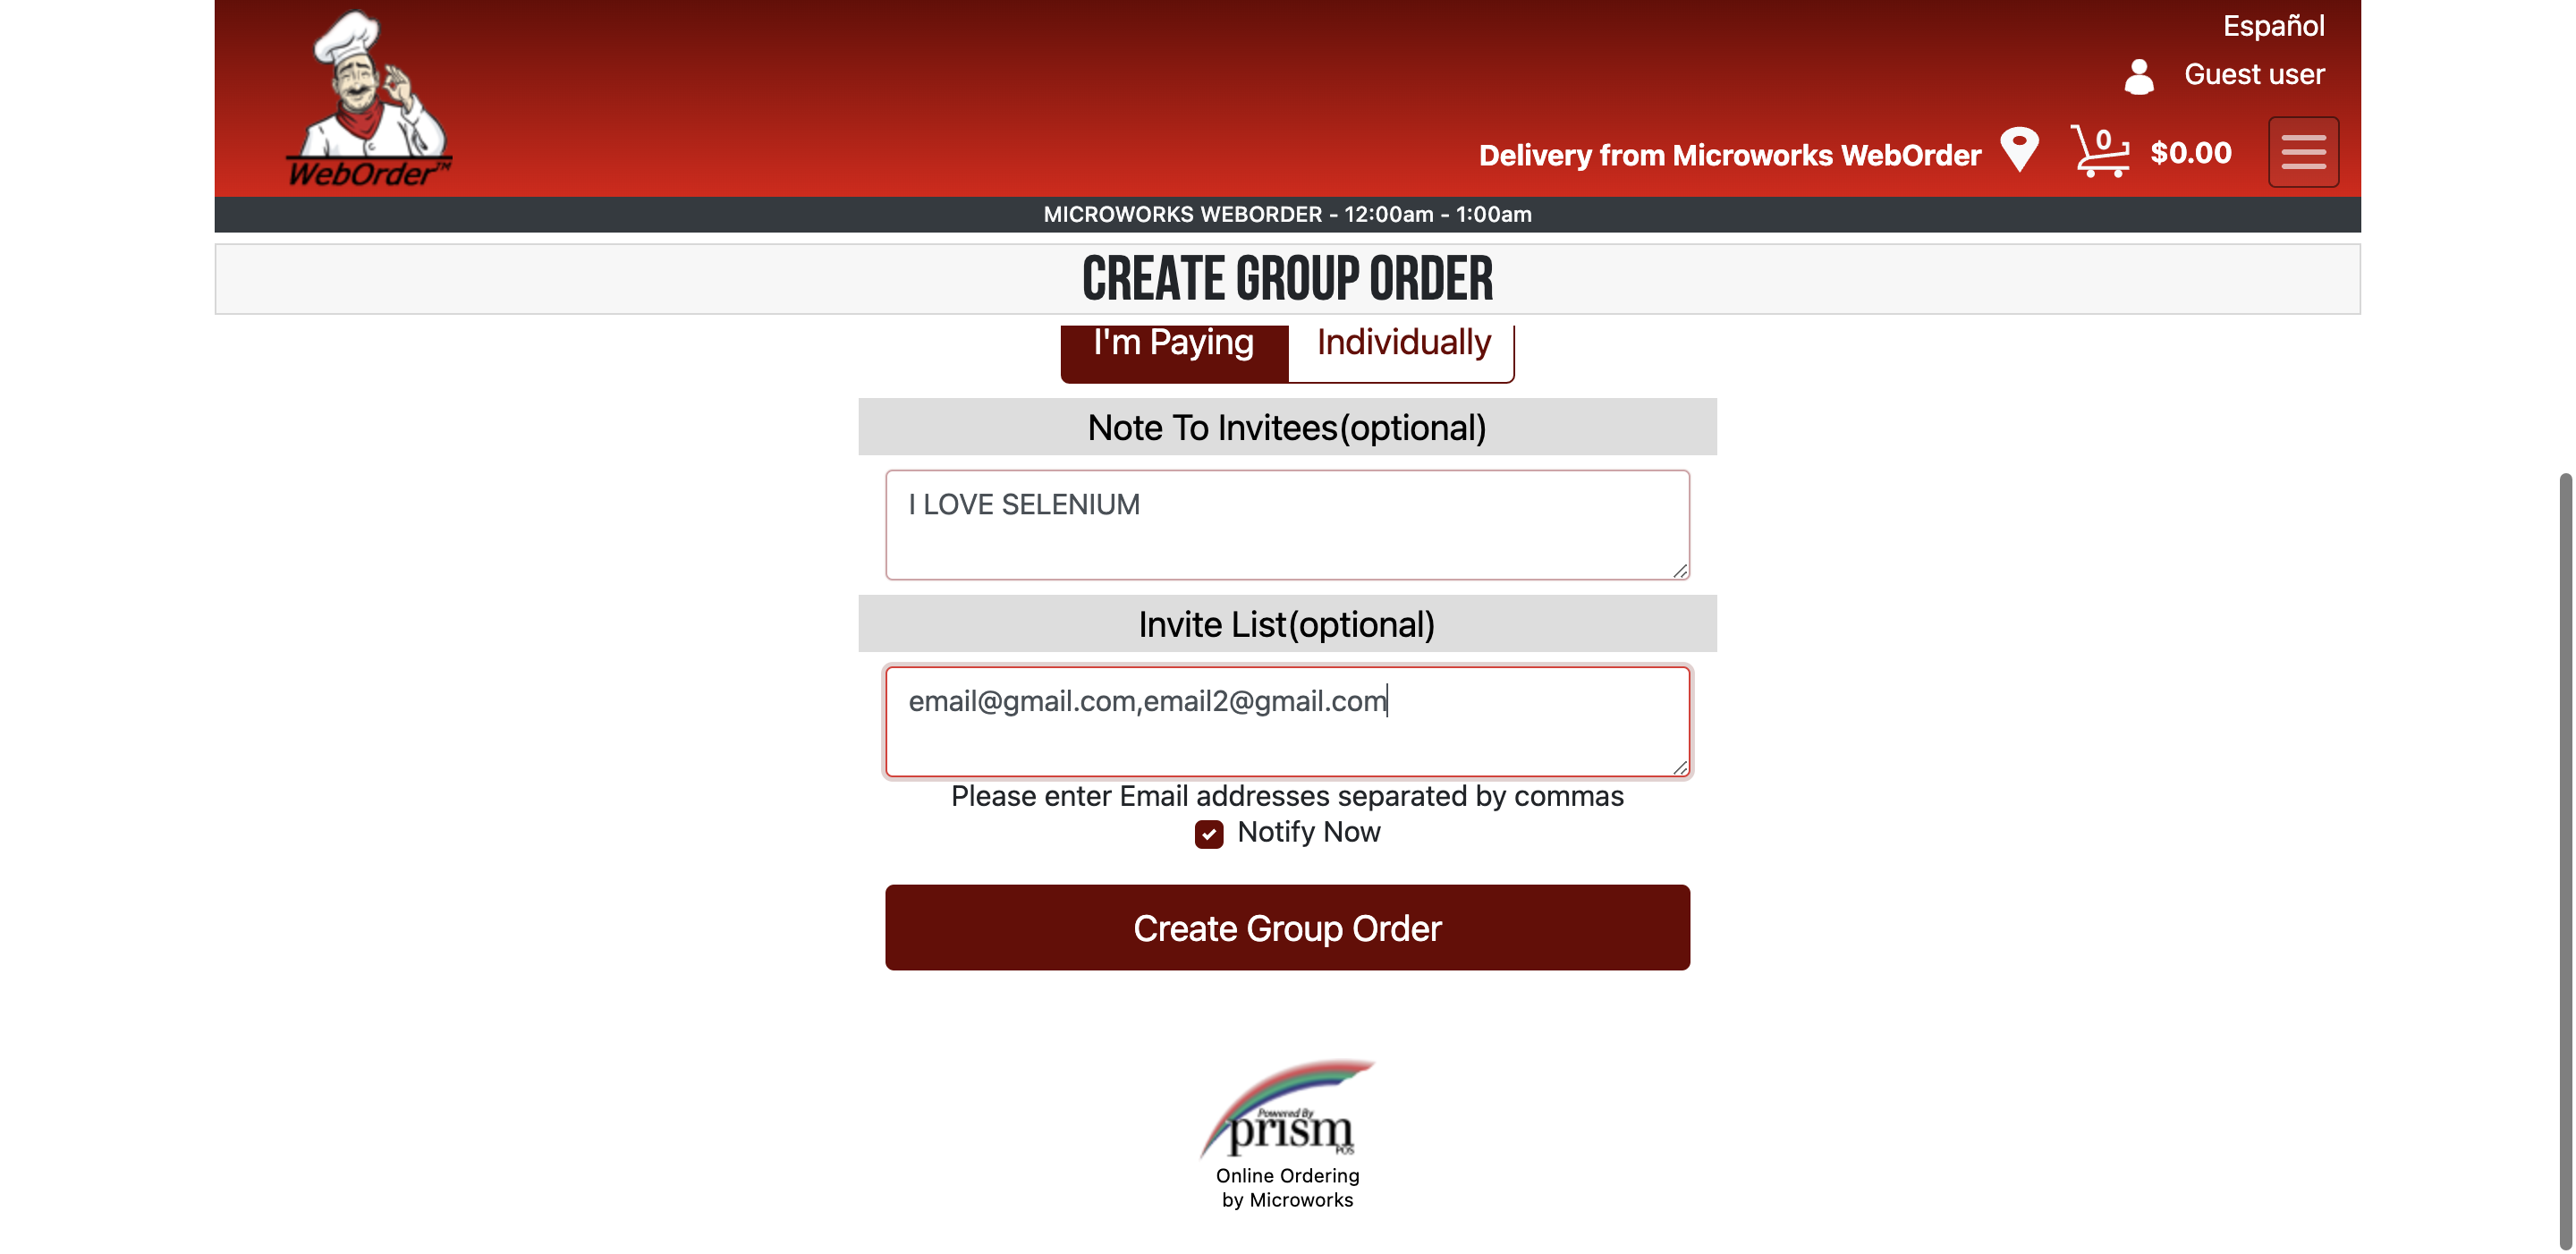 Español
Guest user
WebOrder™
Delivery from Microworks WebOrder
0
$0.00
MICROWORKS WEBORDER - 12:00am - 1:00am
CREATE GROUP ORDER
I'm Paying
Individually
Note To Invitees(optional)
I LOVE SELENIUM
Invite List(optional)
email@gmail.com,email2@gmail.com
Please enter Email addresses separated by commas
Notify Now
Create Group Order
Powered By
prism
POS
Online Ordering
by Microworks